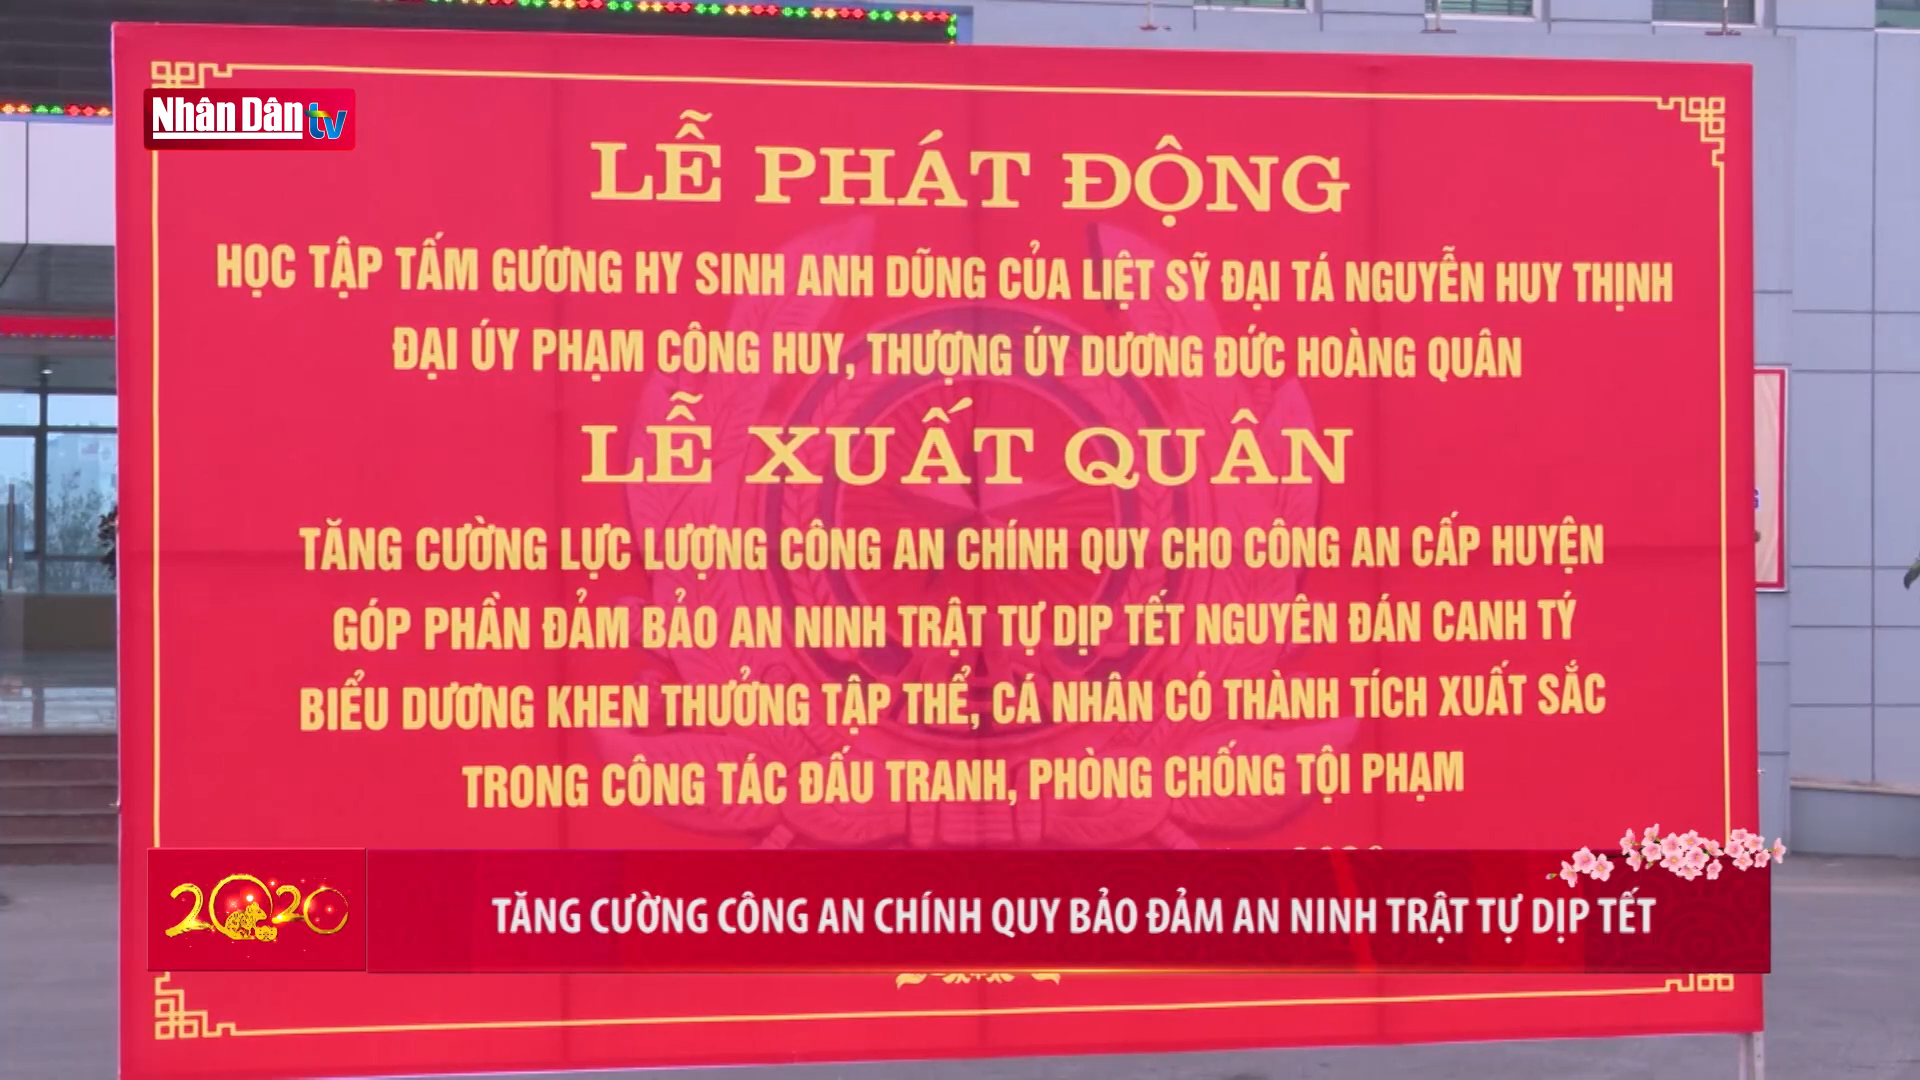 Nhân Dân tv
LỄ PHÁT ĐỘNG
HỌC TẬP TẤM GƯƠNG HY SINH ANH DŨNG CỦA LIỆT SỸ ĐẠI TÁ NGUYỄN HUY THỊNH
ĐẠI ÚY PHẠM CÔNG HUY, THƯỢNG ÚY DƯƠNG ĐỨC HOÀNG QUÂN
LỄ XUẤT QUÂN
TĂNG CƯỜNG LỰC LƯỢNG CÔNG AN CHÍNH QUY CHO CÔNG AN CẤP HUYỆN
GÓP PHẦN ĐẢM BẢO AN NINH TRẬT TỰ DỊP TẾT NGUYÊN ĐÁN CANH TÝ
BIỂU DƯƠNG KHEN THƯỞNG TẬP THỂ, CÁ NHÂN CÓ THÀNH TÍCH XUẤT SẮC
TRONG CÔNG TÁC ĐẤU TRANH, PHÒNG CHỐNG TỘI PHẠM
2020
TĂNG CƯỜNG CÔNG AN CHÍNH QUY BẢO ĐẢM AN NINH TRẬT TỰ DỊP TẾT